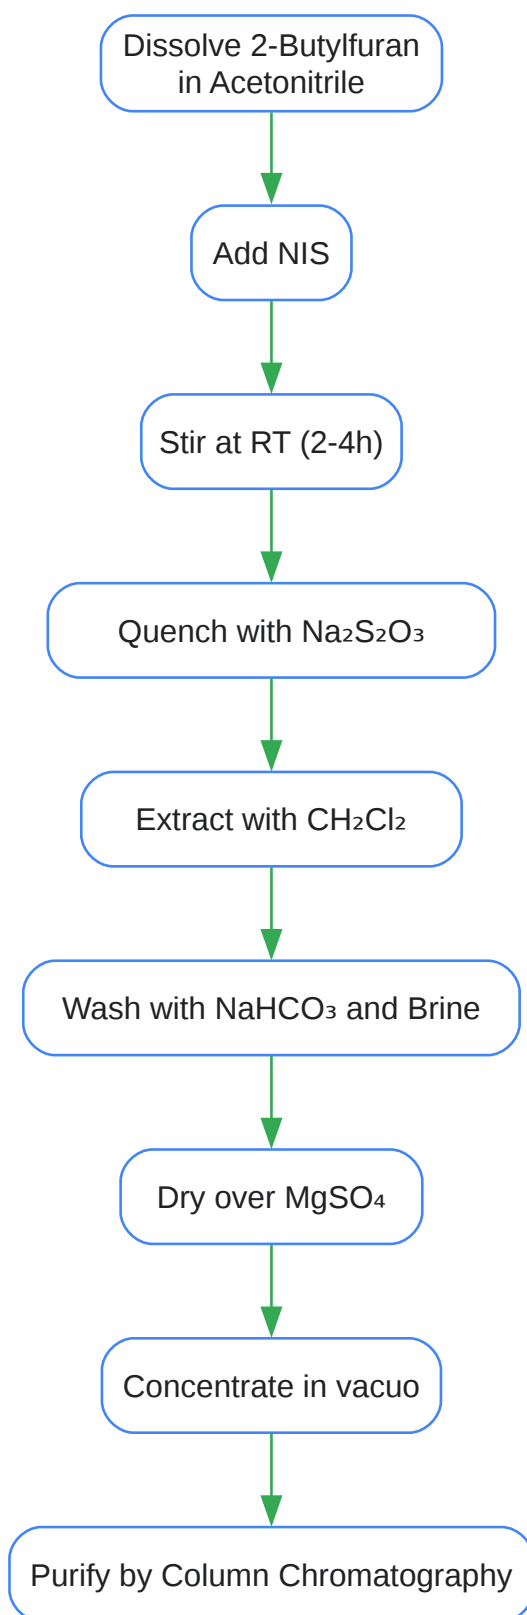 Dissolve 2-Butylfuran
in Acetonitrile
Add NIS
Stir at RT (2-4h)
Quench with Na₂S₂O₃
Extract with CH₂Cl₂
Wash with NaHCO₃ and Brine
Dry over MgSO₄
Concentrate in vacuo
Purify by Column Chromatography